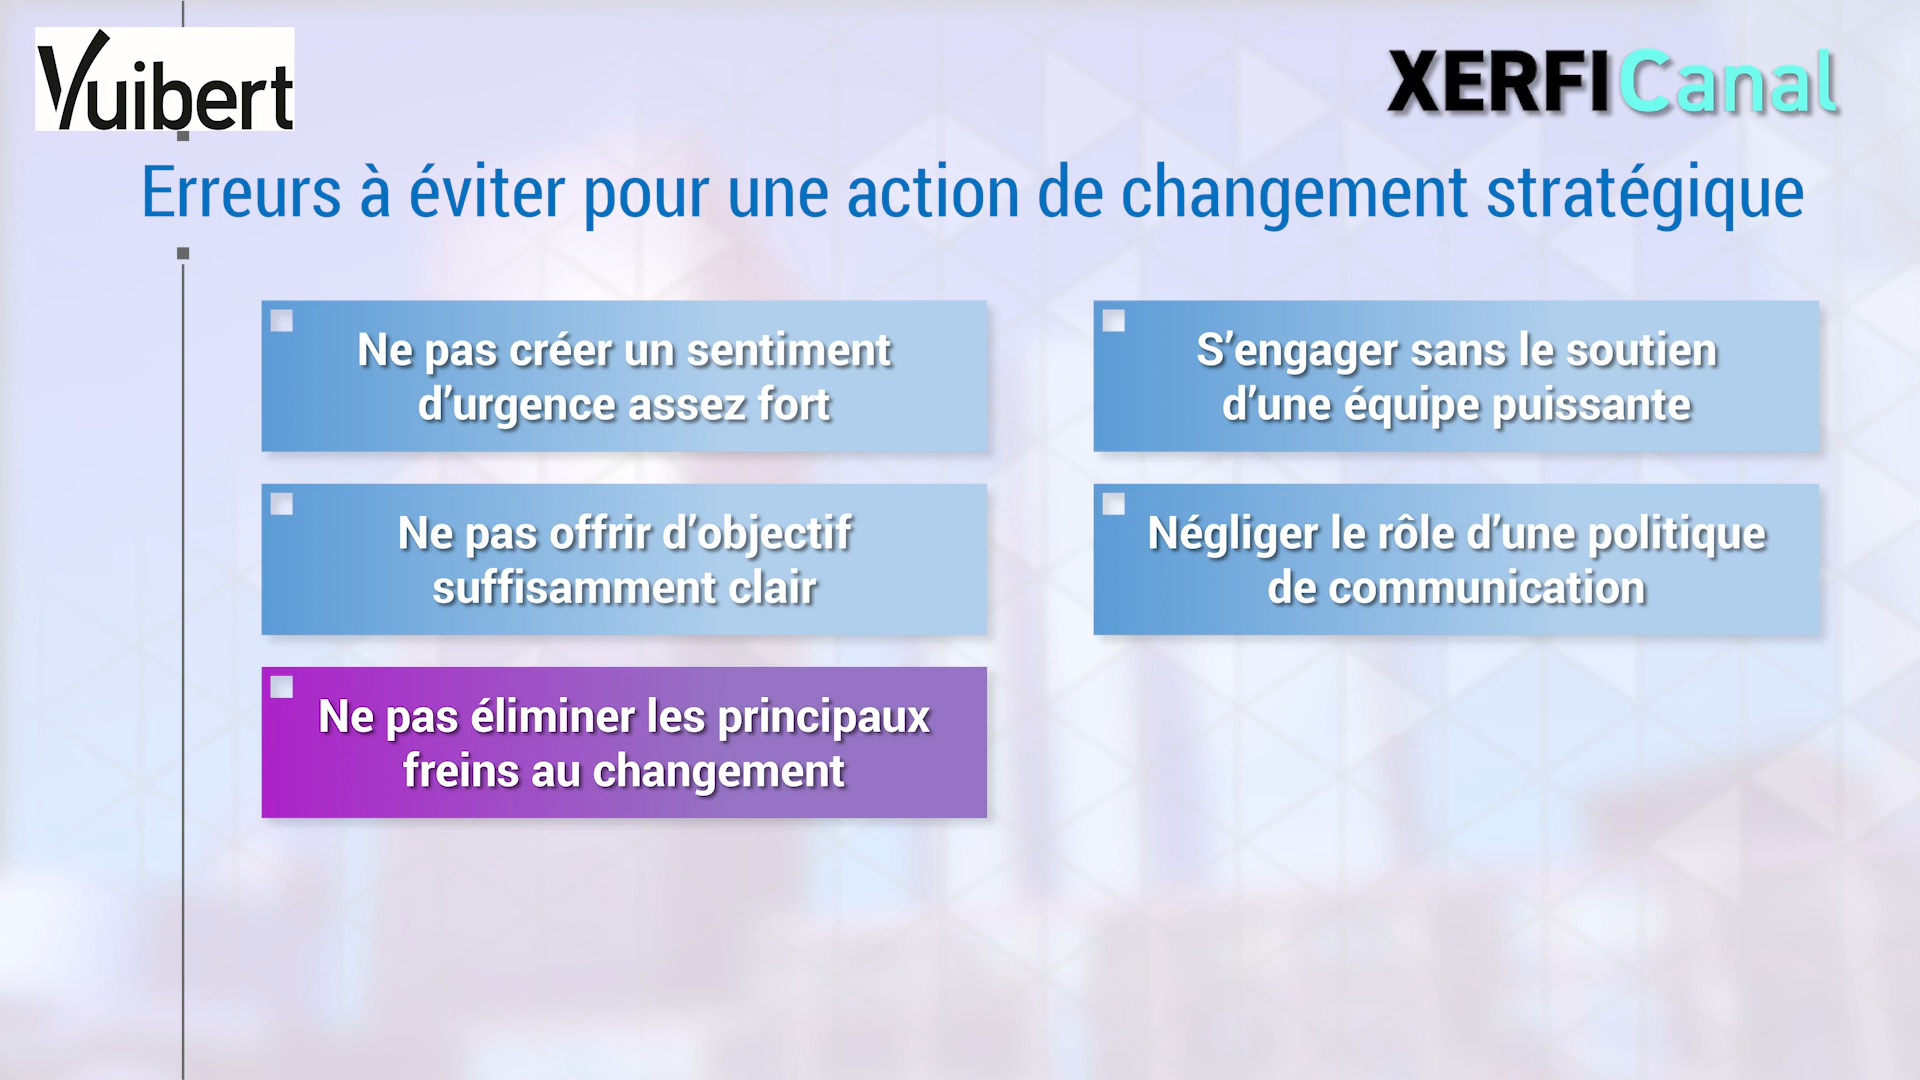 Vuibert
XERFI Canal
Erreurs à éviter pour une action de changement stratégique
Ne pas créer un sentiment
d’urgence assez fort
S’engager sans le soutien
d’une équipe puissante
Ne pas offrir d’objectif
suffisamment clair
Négliger le rôle d’une politique
de communication
Ne pas éliminer les principaux
freins au changement